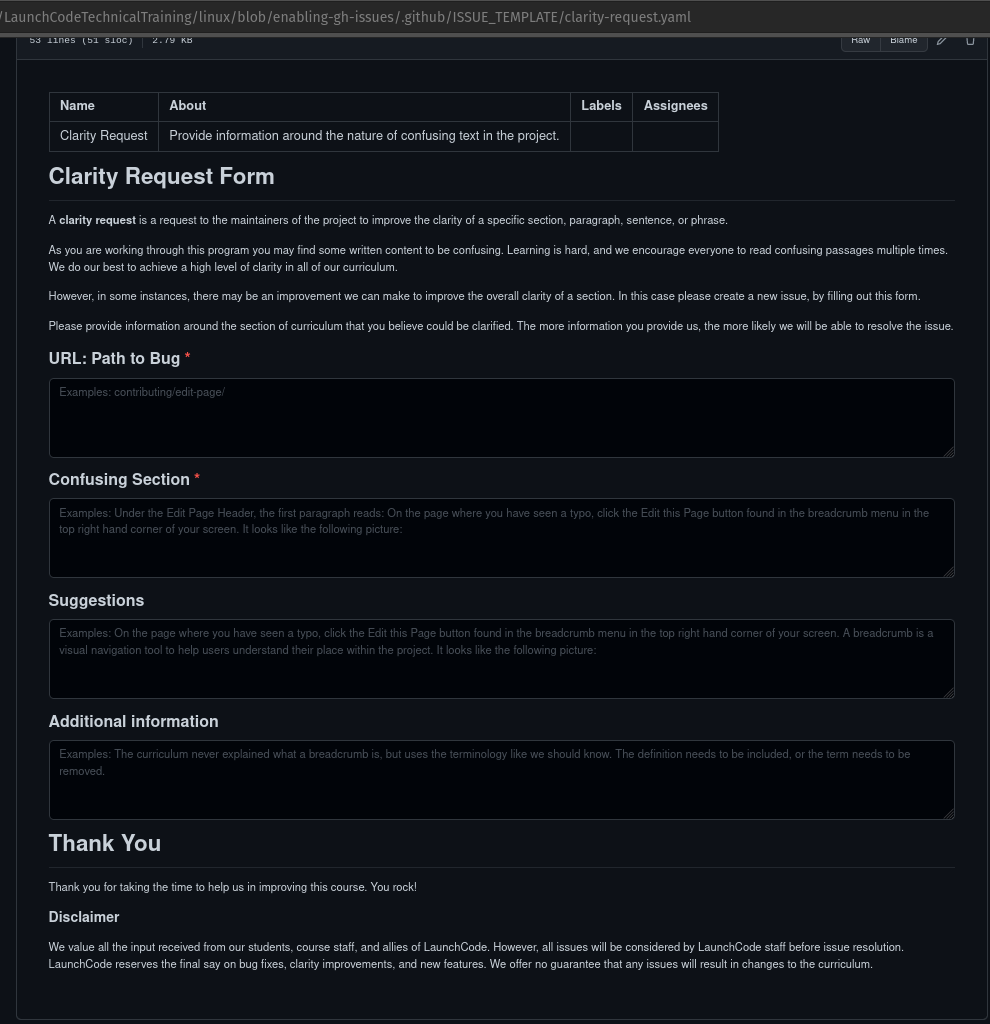 /LaunchCodeTechnicalTraining/linux/blob/enabling-gh-issues/.github/ISSUE_TEMPLATE/clarity-request.yaml
53 lines (51 sloc) 2.79 KB Raw Blame
Name About Labels Assignees
Clarity Request Provide information around the nature of confusing text in the project.
Clarity Request Form
A clarity request is a request to the maintainers of the project to improve the clarity of a specific section, paragraph, sentence, or phrase.
As you are working through this program you may find some written content to be confusing. Learning is hard, and we encourage everyone to read confusing passages multiple times.
We do our best to achieve a high level of clarity in all of our curriculum.
However, in some instances, there may be an improvement we can make to improve the overall clarity of a section. In this case please create a new issue, by filling out this form.
Please provide information around the section of curriculum that you believe could be clarified. The more information you provide us, the more likely we will be able to resolve the issue.
URL: Path to Bug *
Examples: contributing/edit-page/
Confusing Section *
Examples: Under the Edit Page Header, the first paragraph reads: On the page where you have seen a typo, click the Edit this Page button found in the breadcrumb menu in the
top right hand corner of your screen. It looks like the following picture:
Suggestions
Examples: On the page where you have seen a typo, click the Edit this Page button found in the breadcrumb menu in the top right hand corner of your screen. A breadcrumb is a
visual navigation tool to help users understand their place within the project. It looks like the following picture:
Additional information
Examples: The curriculum never explained what a breadcrumb is, but uses the terminology like we should know. The definition needs to be included, or the term needs to be
removed.
Thank You
Thank you for taking the time to help us in improving this course. You rock!
Disclaimer
We value all the input received from our students, course staff, and allies of LaunchCode. However, all issues will be considered by LaunchCode staff before issue resolution.
LaunchCode reserves the final say on bug fixes, clarity improvements, and new features. We offer no guarantee that any issues will result in changes to the curriculum.